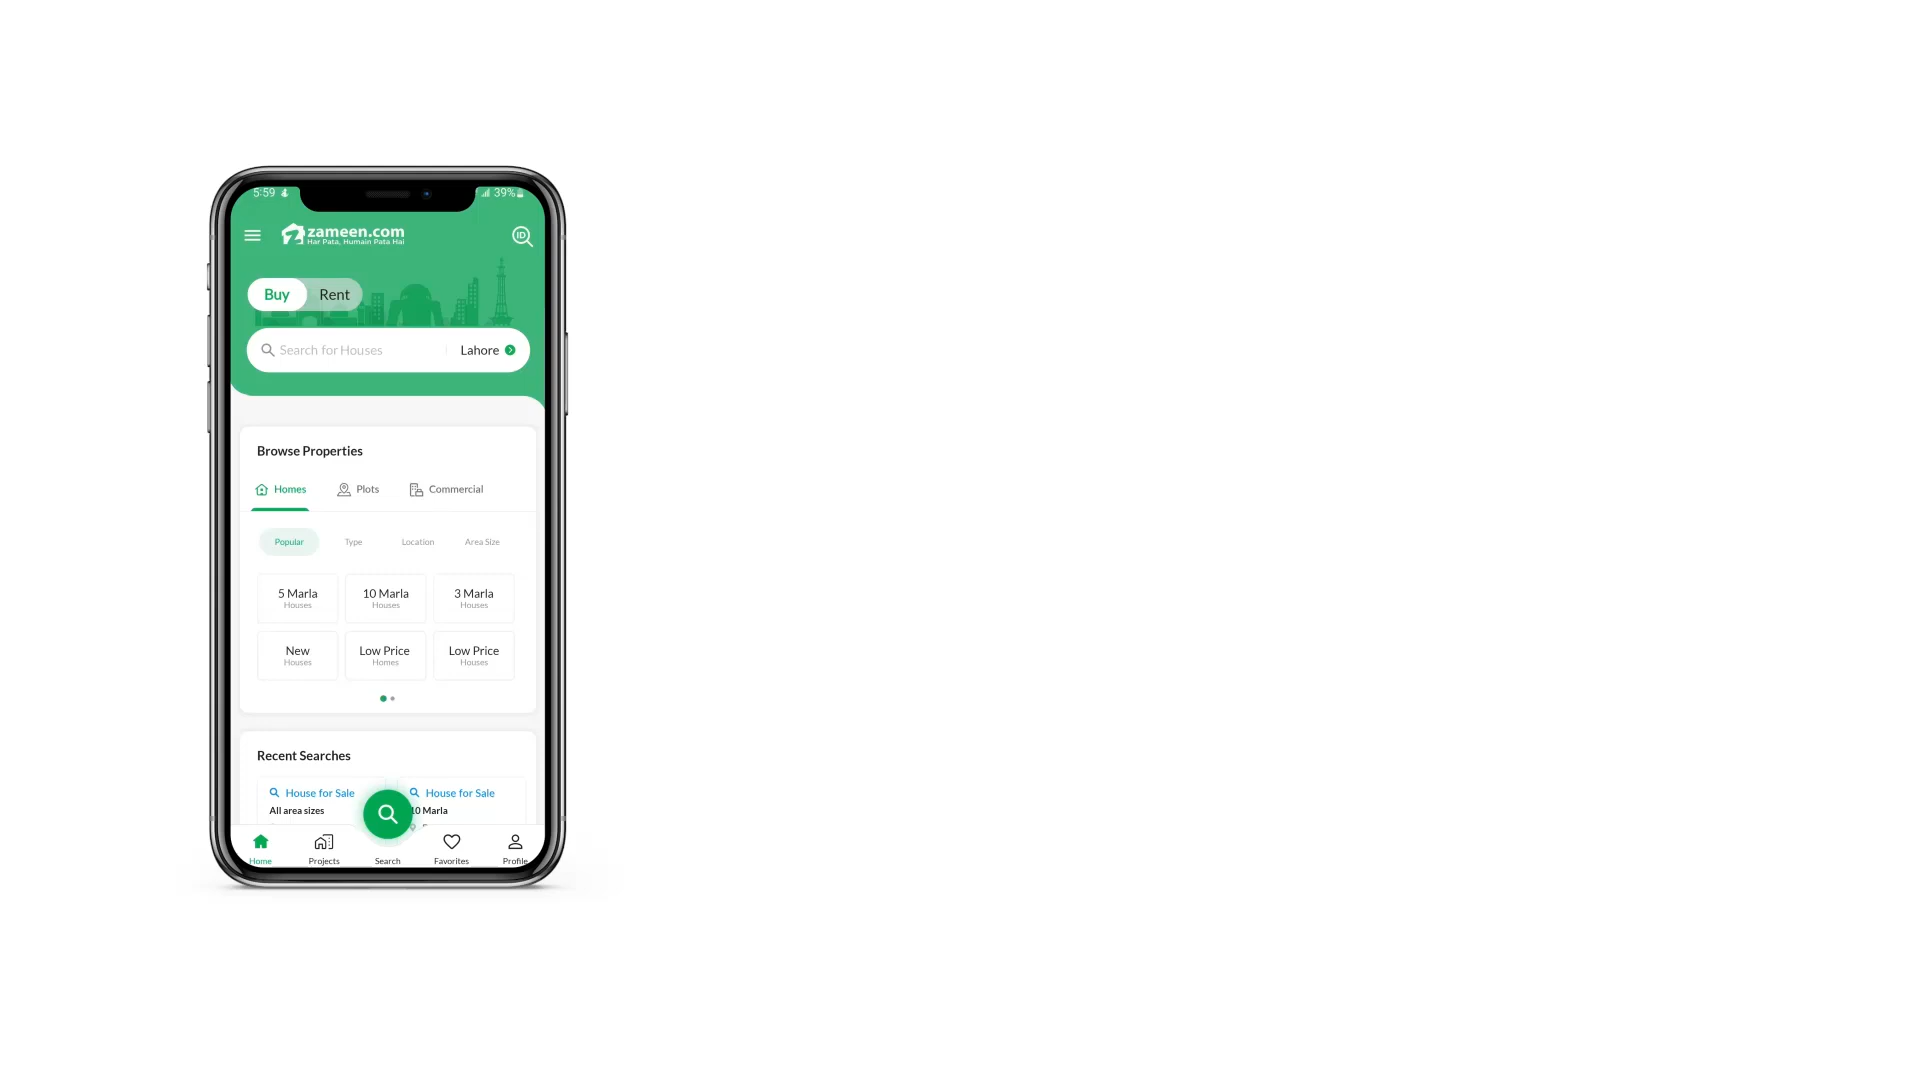 5:59
39%
zameen.com
Har Pata, Humain Pata Hai
ID
Buy Rent
Search for Houses Lahore
Browse Properties
Homes Plots Commercial
Popular Type Location Area Size
5 Marla 10 Marla 3 Marla
Houses Houses Houses
New Low Price Low Price
Houses Homes Houses
Recent Searches
House for Sale House for Sale
All area sizes 10 Marla
Home Projects Search Favorites Profile